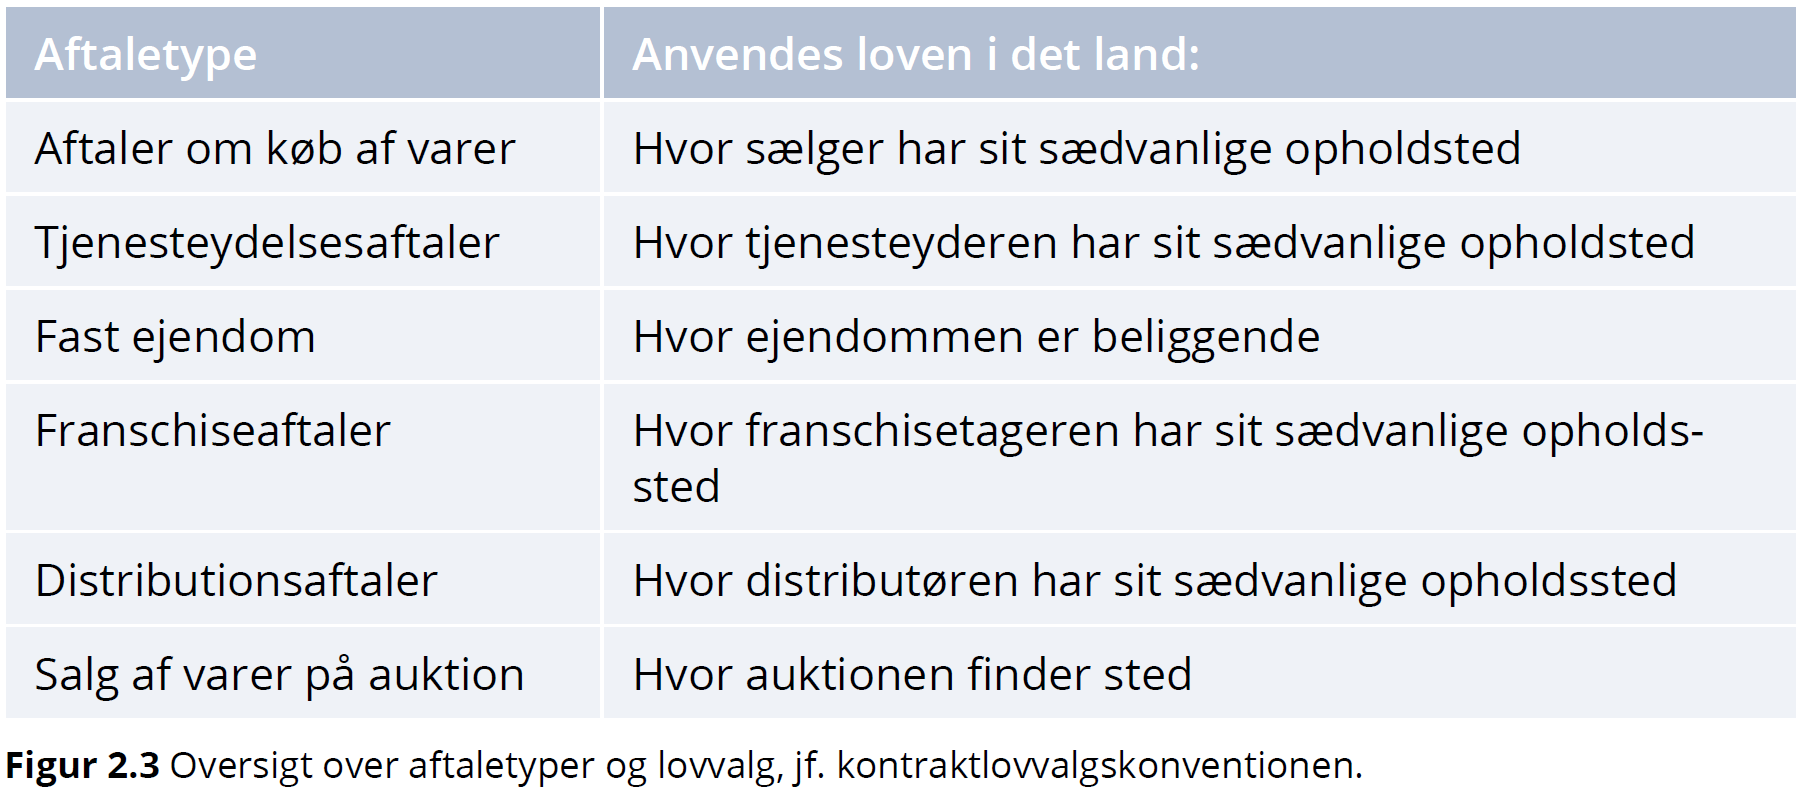 Aftaletype Anvendes loven i det land:
Aftaler om køb af varer Hvor sælger har sit sædvanlige opholdsted
Tjenesteydelsesaftaler Hvor tjenesteyderen har sit sædvanlige opholdsted
Fast ejendom Hvor ejendommen er beliggende
Franschiseaftaler Hvor franschisetageren har sit sædvanlige opholds-
sted
Distributionsaftaler Hvor distributøren har sit sædvanlige opholdssted
Salg af varer på auktion Hvor auktionen finder sted
Figur 2.3 Oversigt over aftaletyper og lovvalg, jf. kontraktlovvalgskonventionen.